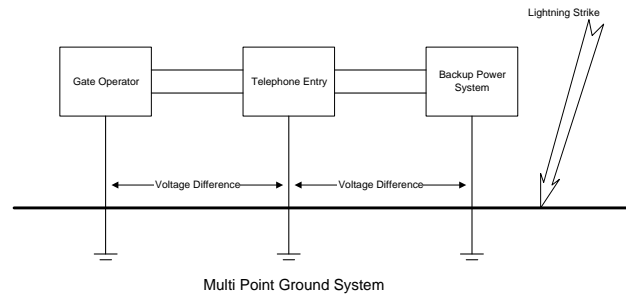 Lightning Strike
Gate Operator
Telephone Entry
Backup Power
System
Voltage Difference
Voltage Difference
Multi Point Ground System